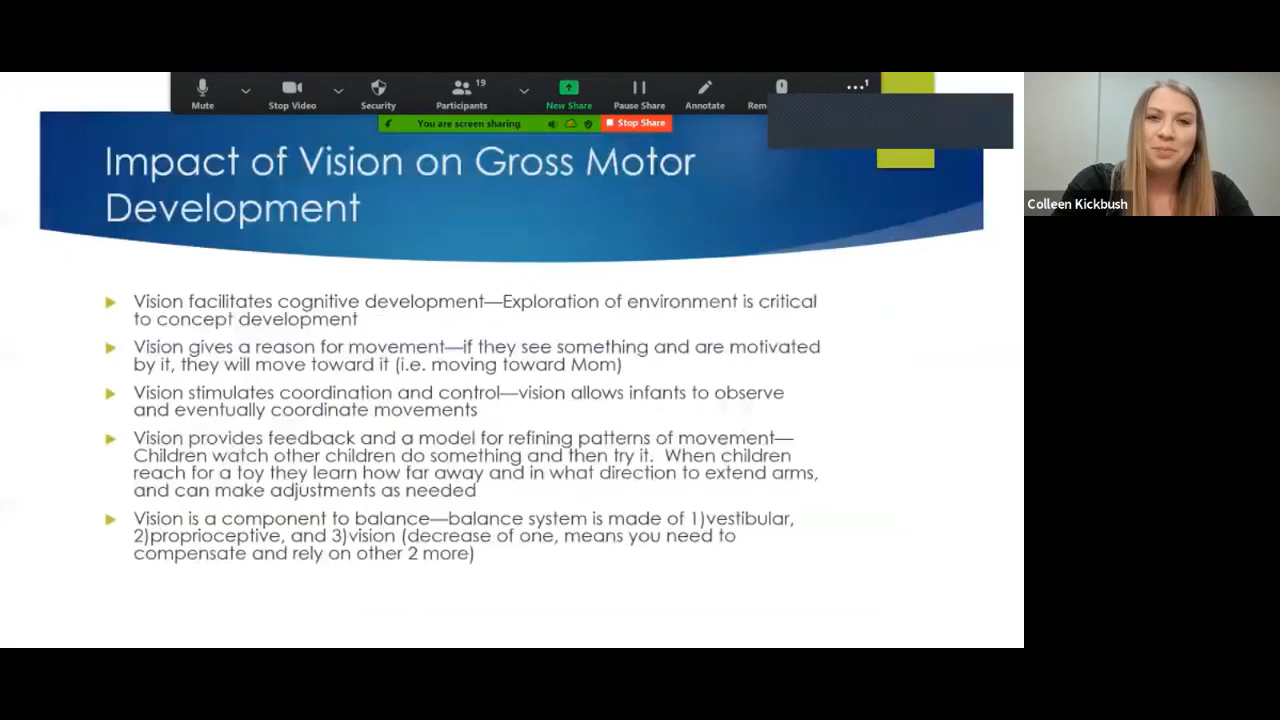 Mute
Stop Video
Security
Participants
19
New Share
Pause Share
Annotate
1
You are screen sharing
Stop Share
Impact of Vision on Gross Motor
Development
Colleen Kickbush
Vision facilitates cognitive development—Exploration of environment is critical
to concept development
Vision gives a reason for movement—if they see something and are motivated
by it, they will move toward it (i.e. moving toward Mom)
Vision stimulates coordination and control—vision allows infants to observe
and eventually coordinate movements
Vision provides feedback and a model for refining patterns of movement—
Children watch other children do something and then try it.  When children
reach for a toy they learn how far away and in what direction to extend arms,
and can make adjustments as needed
Vision is a component to balance—balance system is made of 1)vestibular,
2)proprioceptive, and 3)vision (decrease of one, means you need to
compensate and rely on other 2 more)